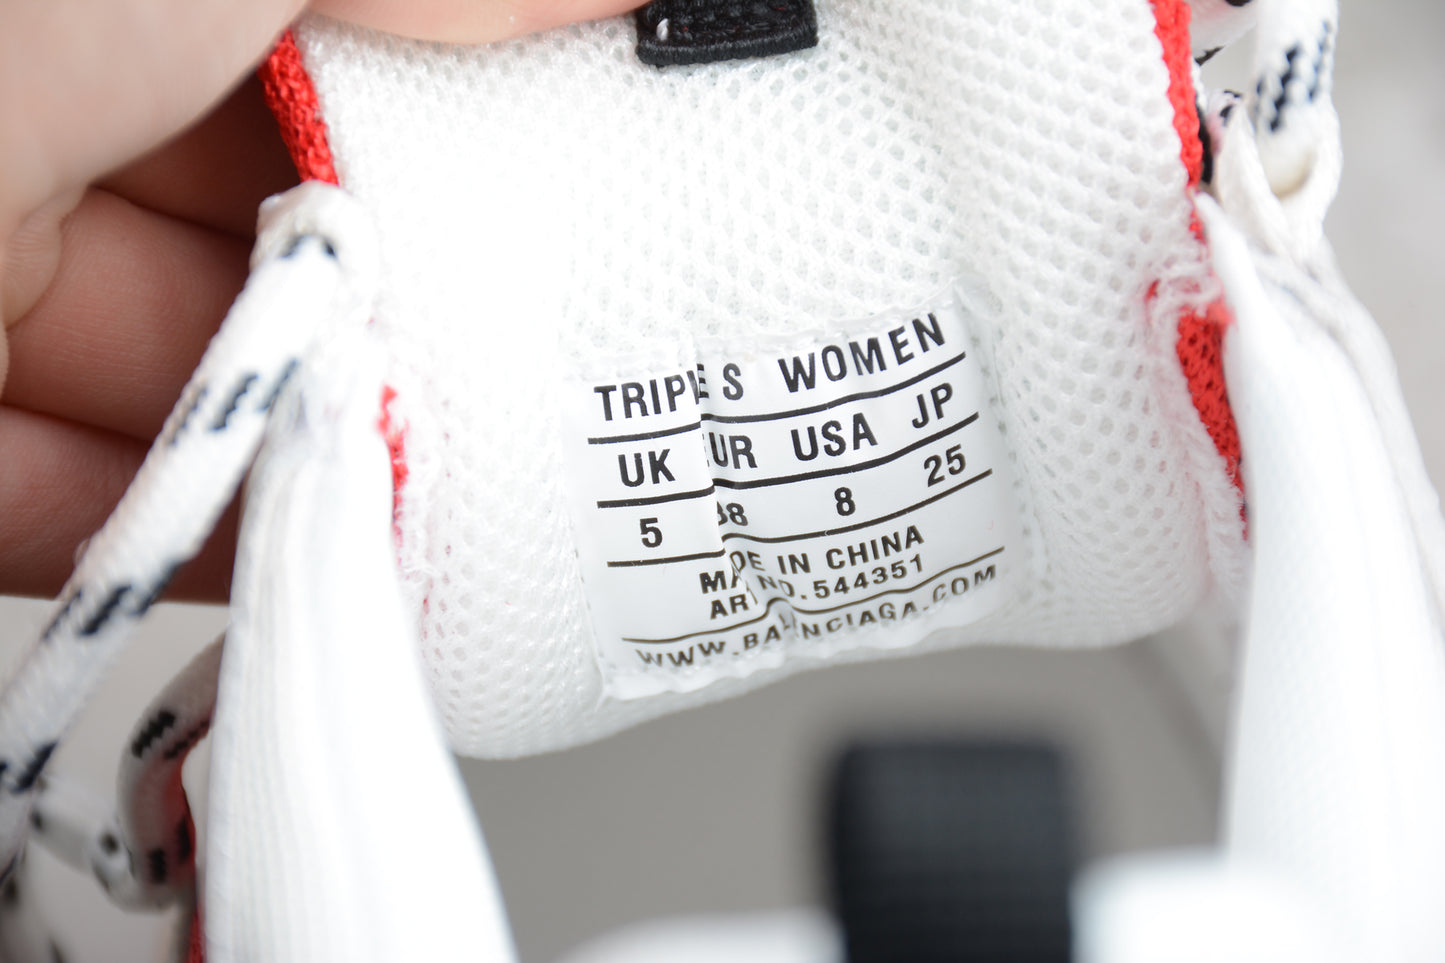 TRIPLE S WOMEN
UK EUR USA JP
5 38 8 25
MADE IN CHINA
ART NO.544351
WWW.BALENCIAGA.COM